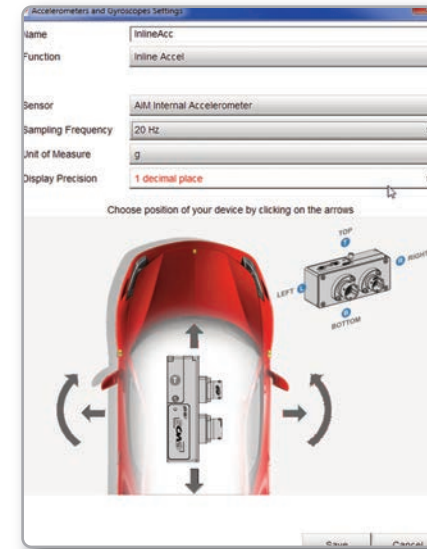 Accelerometers and Gyroscopes Settings
Name InlineAcc
Function Inline Accel
Sensor AiM Internal Accelerometer
Sampling Frequency 20 Hz
Unit of Measure g
Display Precision 1 decimal place
Choose position of your device by clicking on the arrows
TOP
T
R RIGHT
LEFT L
B
BOTTOM
Save Cancel